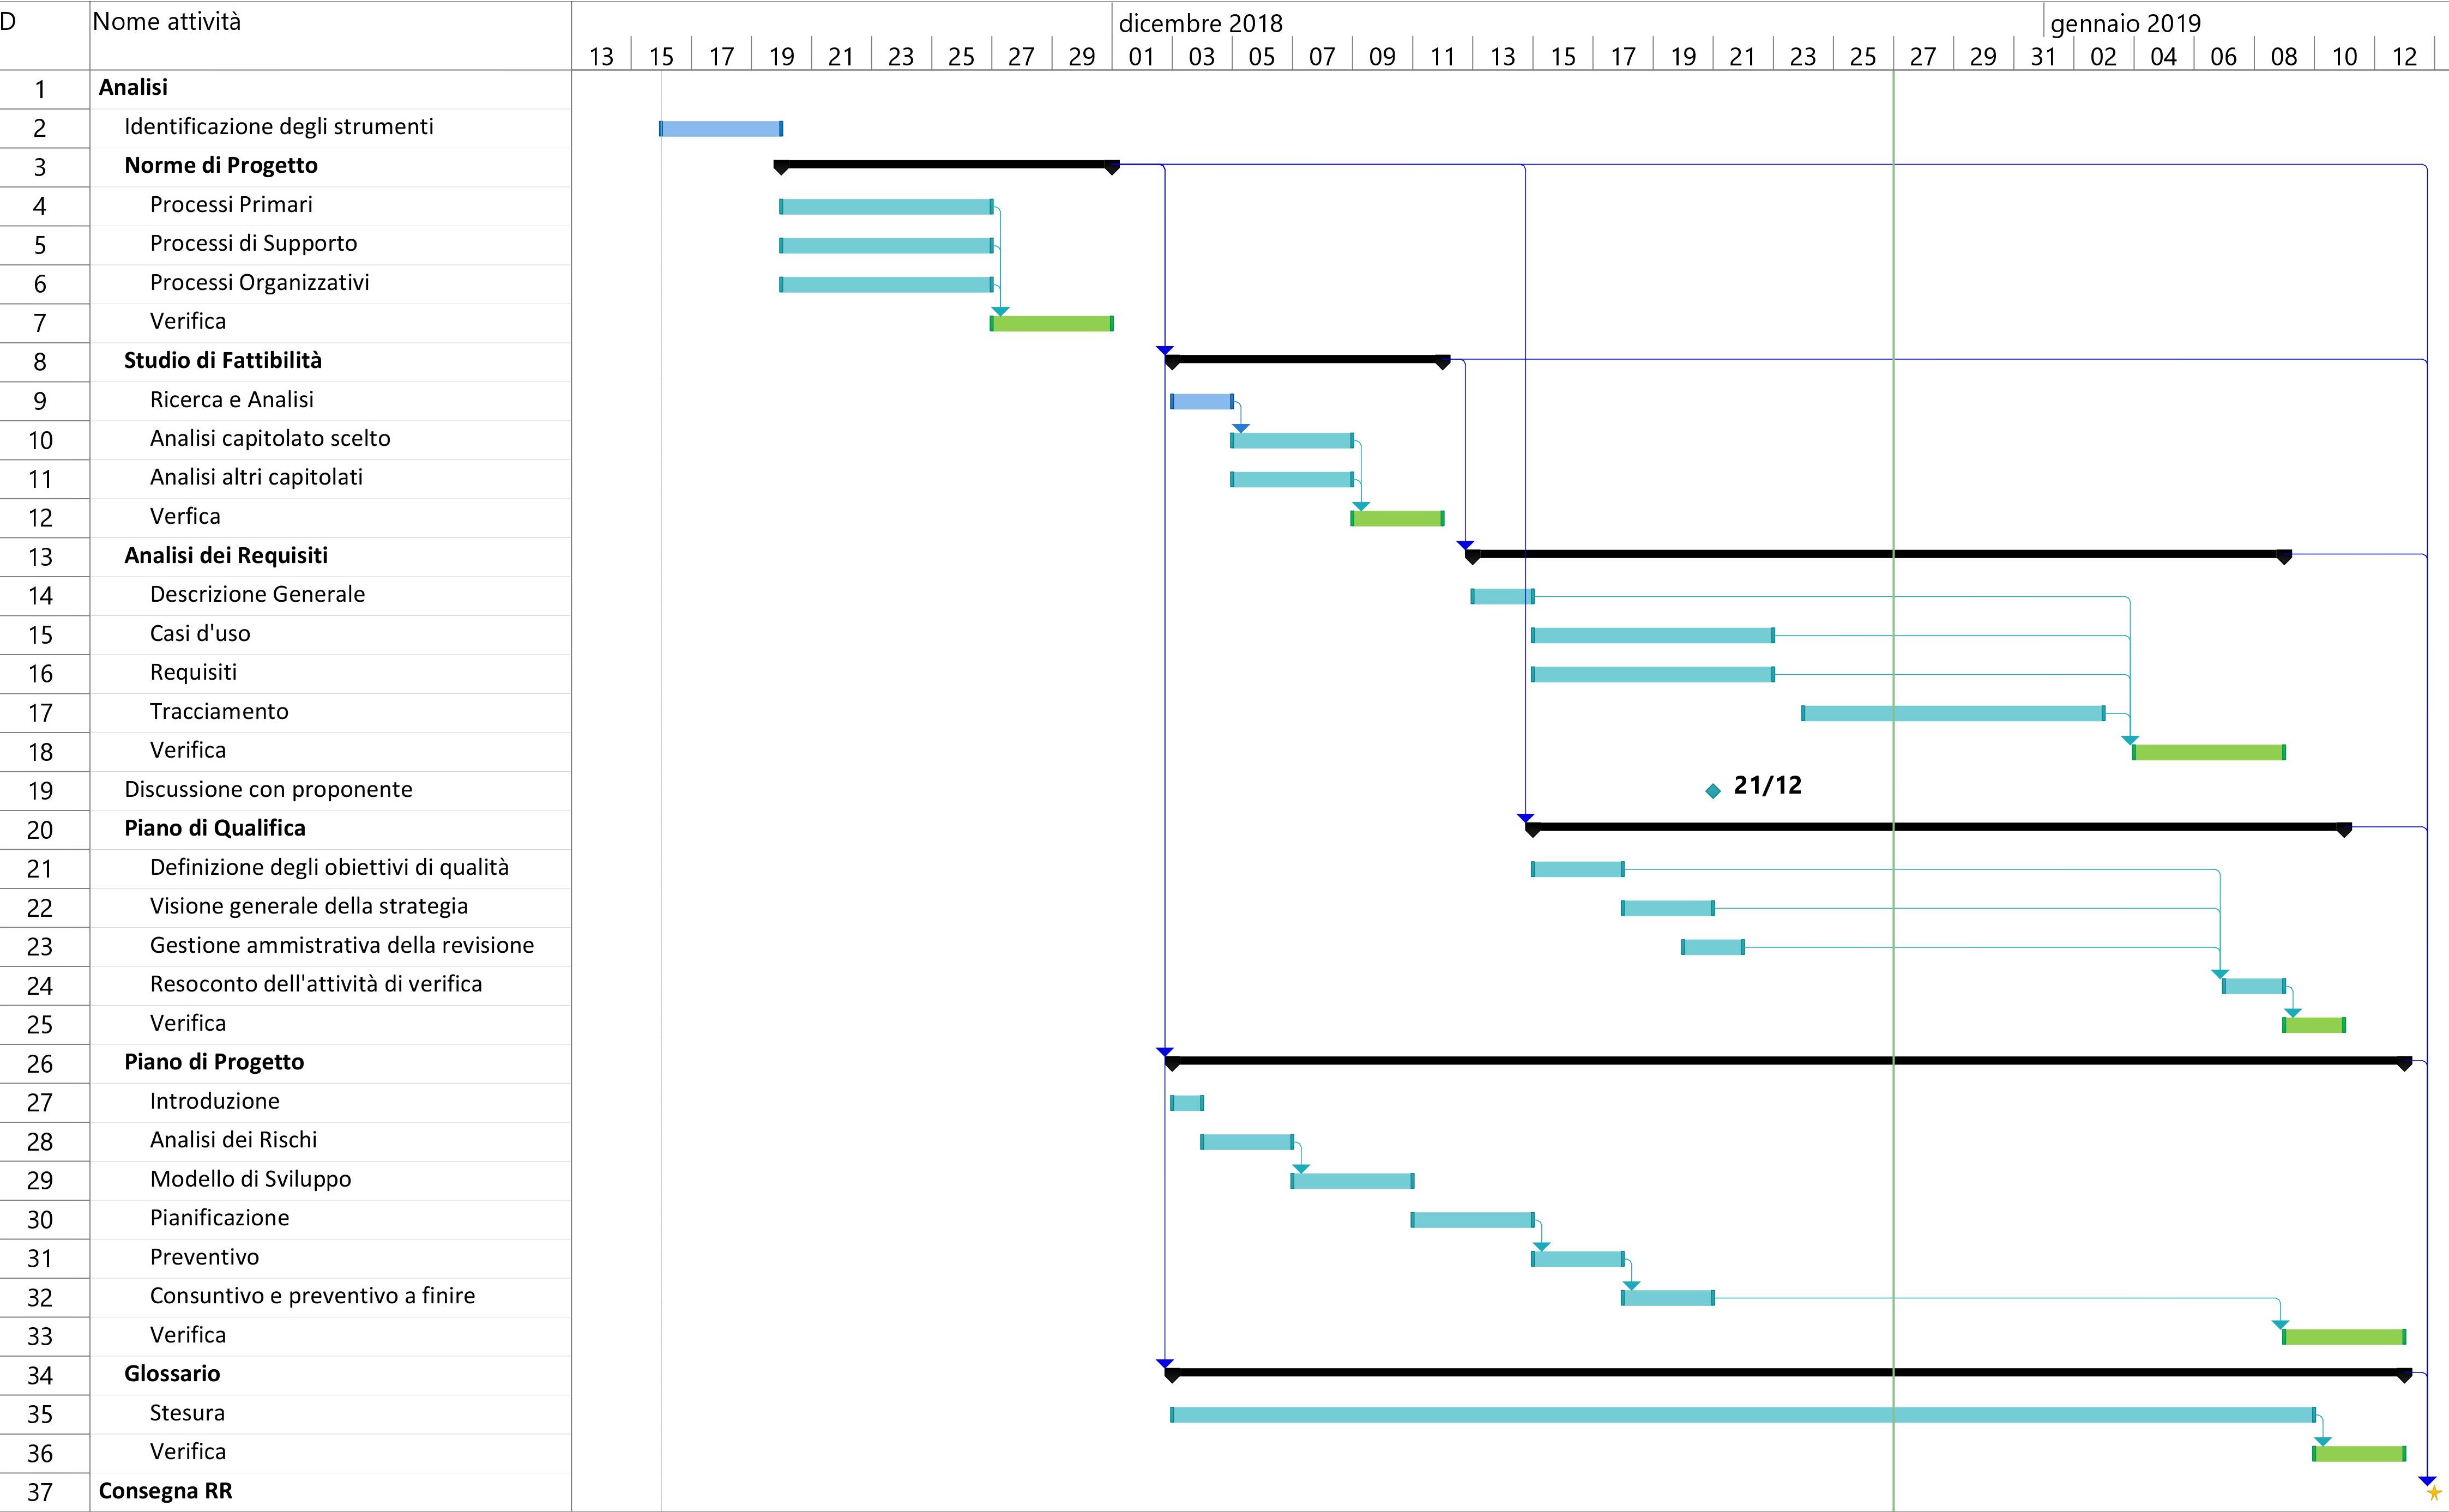 D Nome attività dicembre 2018 gennaio 2019
13 15 17 19 21 23 25 27 29 01 03 05 07 09 11 13 15 17 19 21 23 25 27 29 31 02 04 06 08 10 12
1 Analisi
2 Identificazione degli strumenti
3 Norme di Progetto
4 Processi Primari
5 Processi di Supporto
6 Processi Organizzativi
7 Verifica
8 Studio di Fattibilità
9 Ricerca e Analisi
10 Analisi capitolato scelto
11 Analisi altri capitolati
12 Verfica
13 Analisi dei Requisiti
14 Descrizione Generale
15 Casi d'uso
16 Requisiti
17 Tracciamento
18 Verifica
19 Discussione con proponente 21/12
20 Piano di Qualifica
21 Definizione degli obiettivi di qualità
22 Visione generale della strategia
23 Gestione ammistrativa della revisione
24 Resoconto dell'attività di verifica
25 Verifica
26 Piano di Progetto
27 Introduzione
28 Analisi dei Rischi
29 Modello di Sviluppo
30 Pianificazione
31 Preventivo
32 Consuntivo e preventivo a finire
33 Verifica
34 Glossario
35 Stesura
36 Verifica
37 Consegna RR